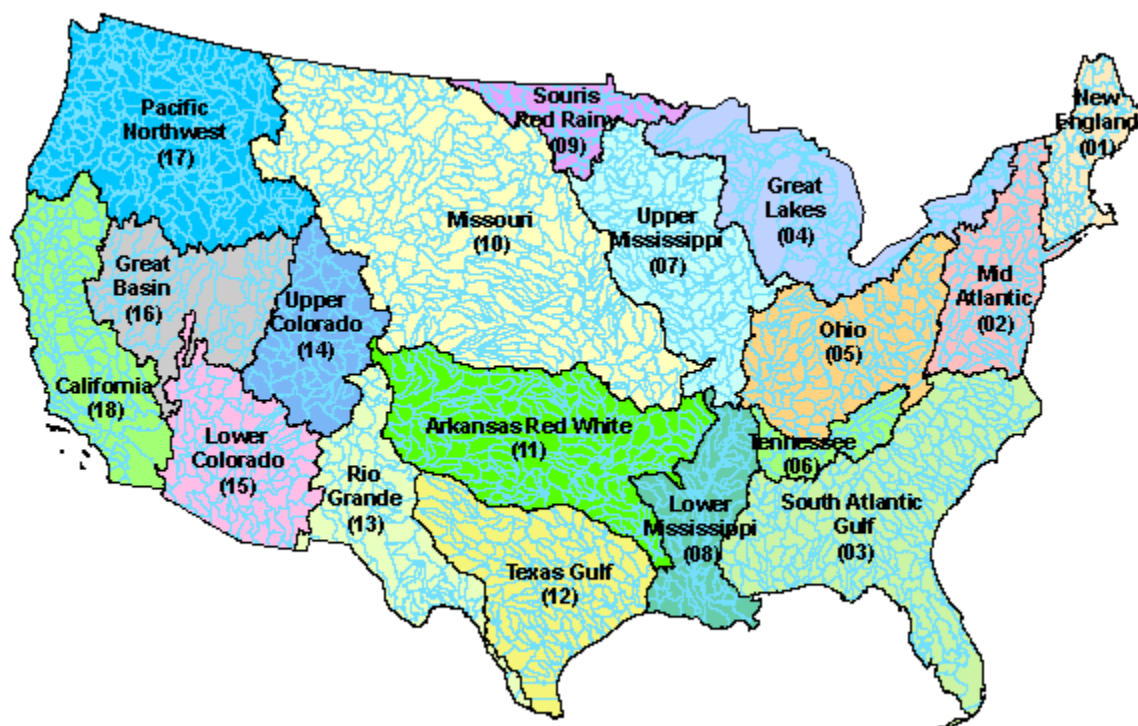 Pacific
Northwest
(17)
Souris
Red Rainy
(09)
New
England
(01)
Missouri
(10)
Upper
Mississippi
(07)
Great
Lakes
(04)
Great
Basin
(16)
Upper
Colorado
(14)
Mid
Atlantic
(02)
Ohio
(05)
California
(18)
Lower
Colorado
(15)
Arkansas Red White
(11)
Tennessee
(06)
Rio
Grande
(13)
Lower
Mississippi
(08)
South Atlantic
Gulf
(03)
Texas Gulf
(12)